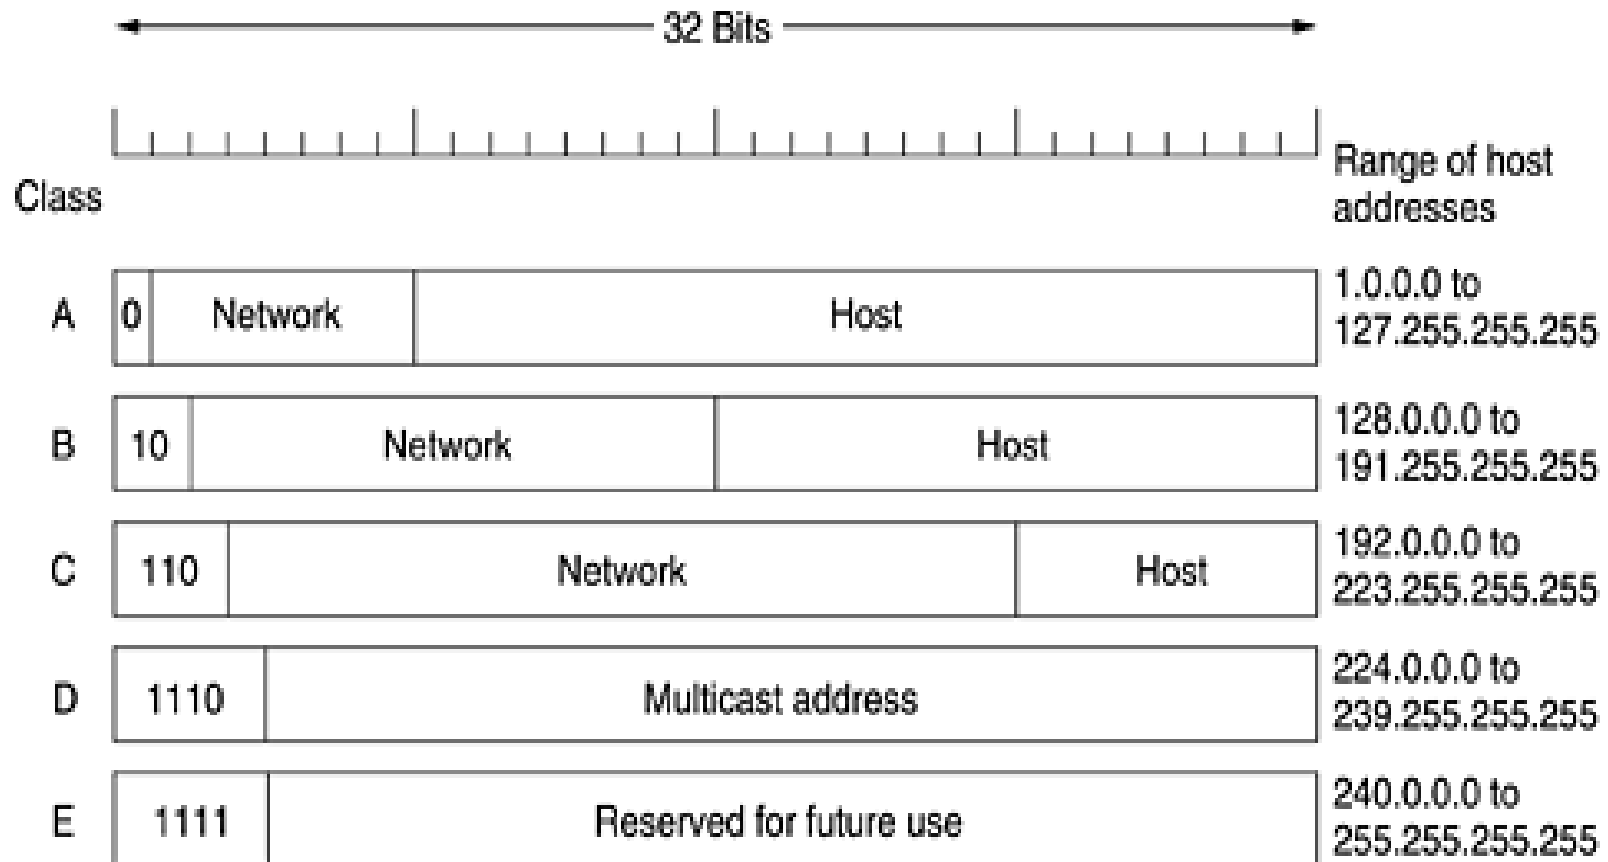 32 Bits
Range of host
addresses
Class
A
0
Network
Host
1.0.0.0 to
127.255.255.255
B
10
Network
Host
128.0.0.0 to
191.255.255.255
C
110
Network
Host
192.0.0.0 to
223.255.255.255
D
1110
Multicast address
224.0.0.0 to
239.255.255.255
E
1111
Reserved for future use
240.0.0.0 to
255.255.255.255